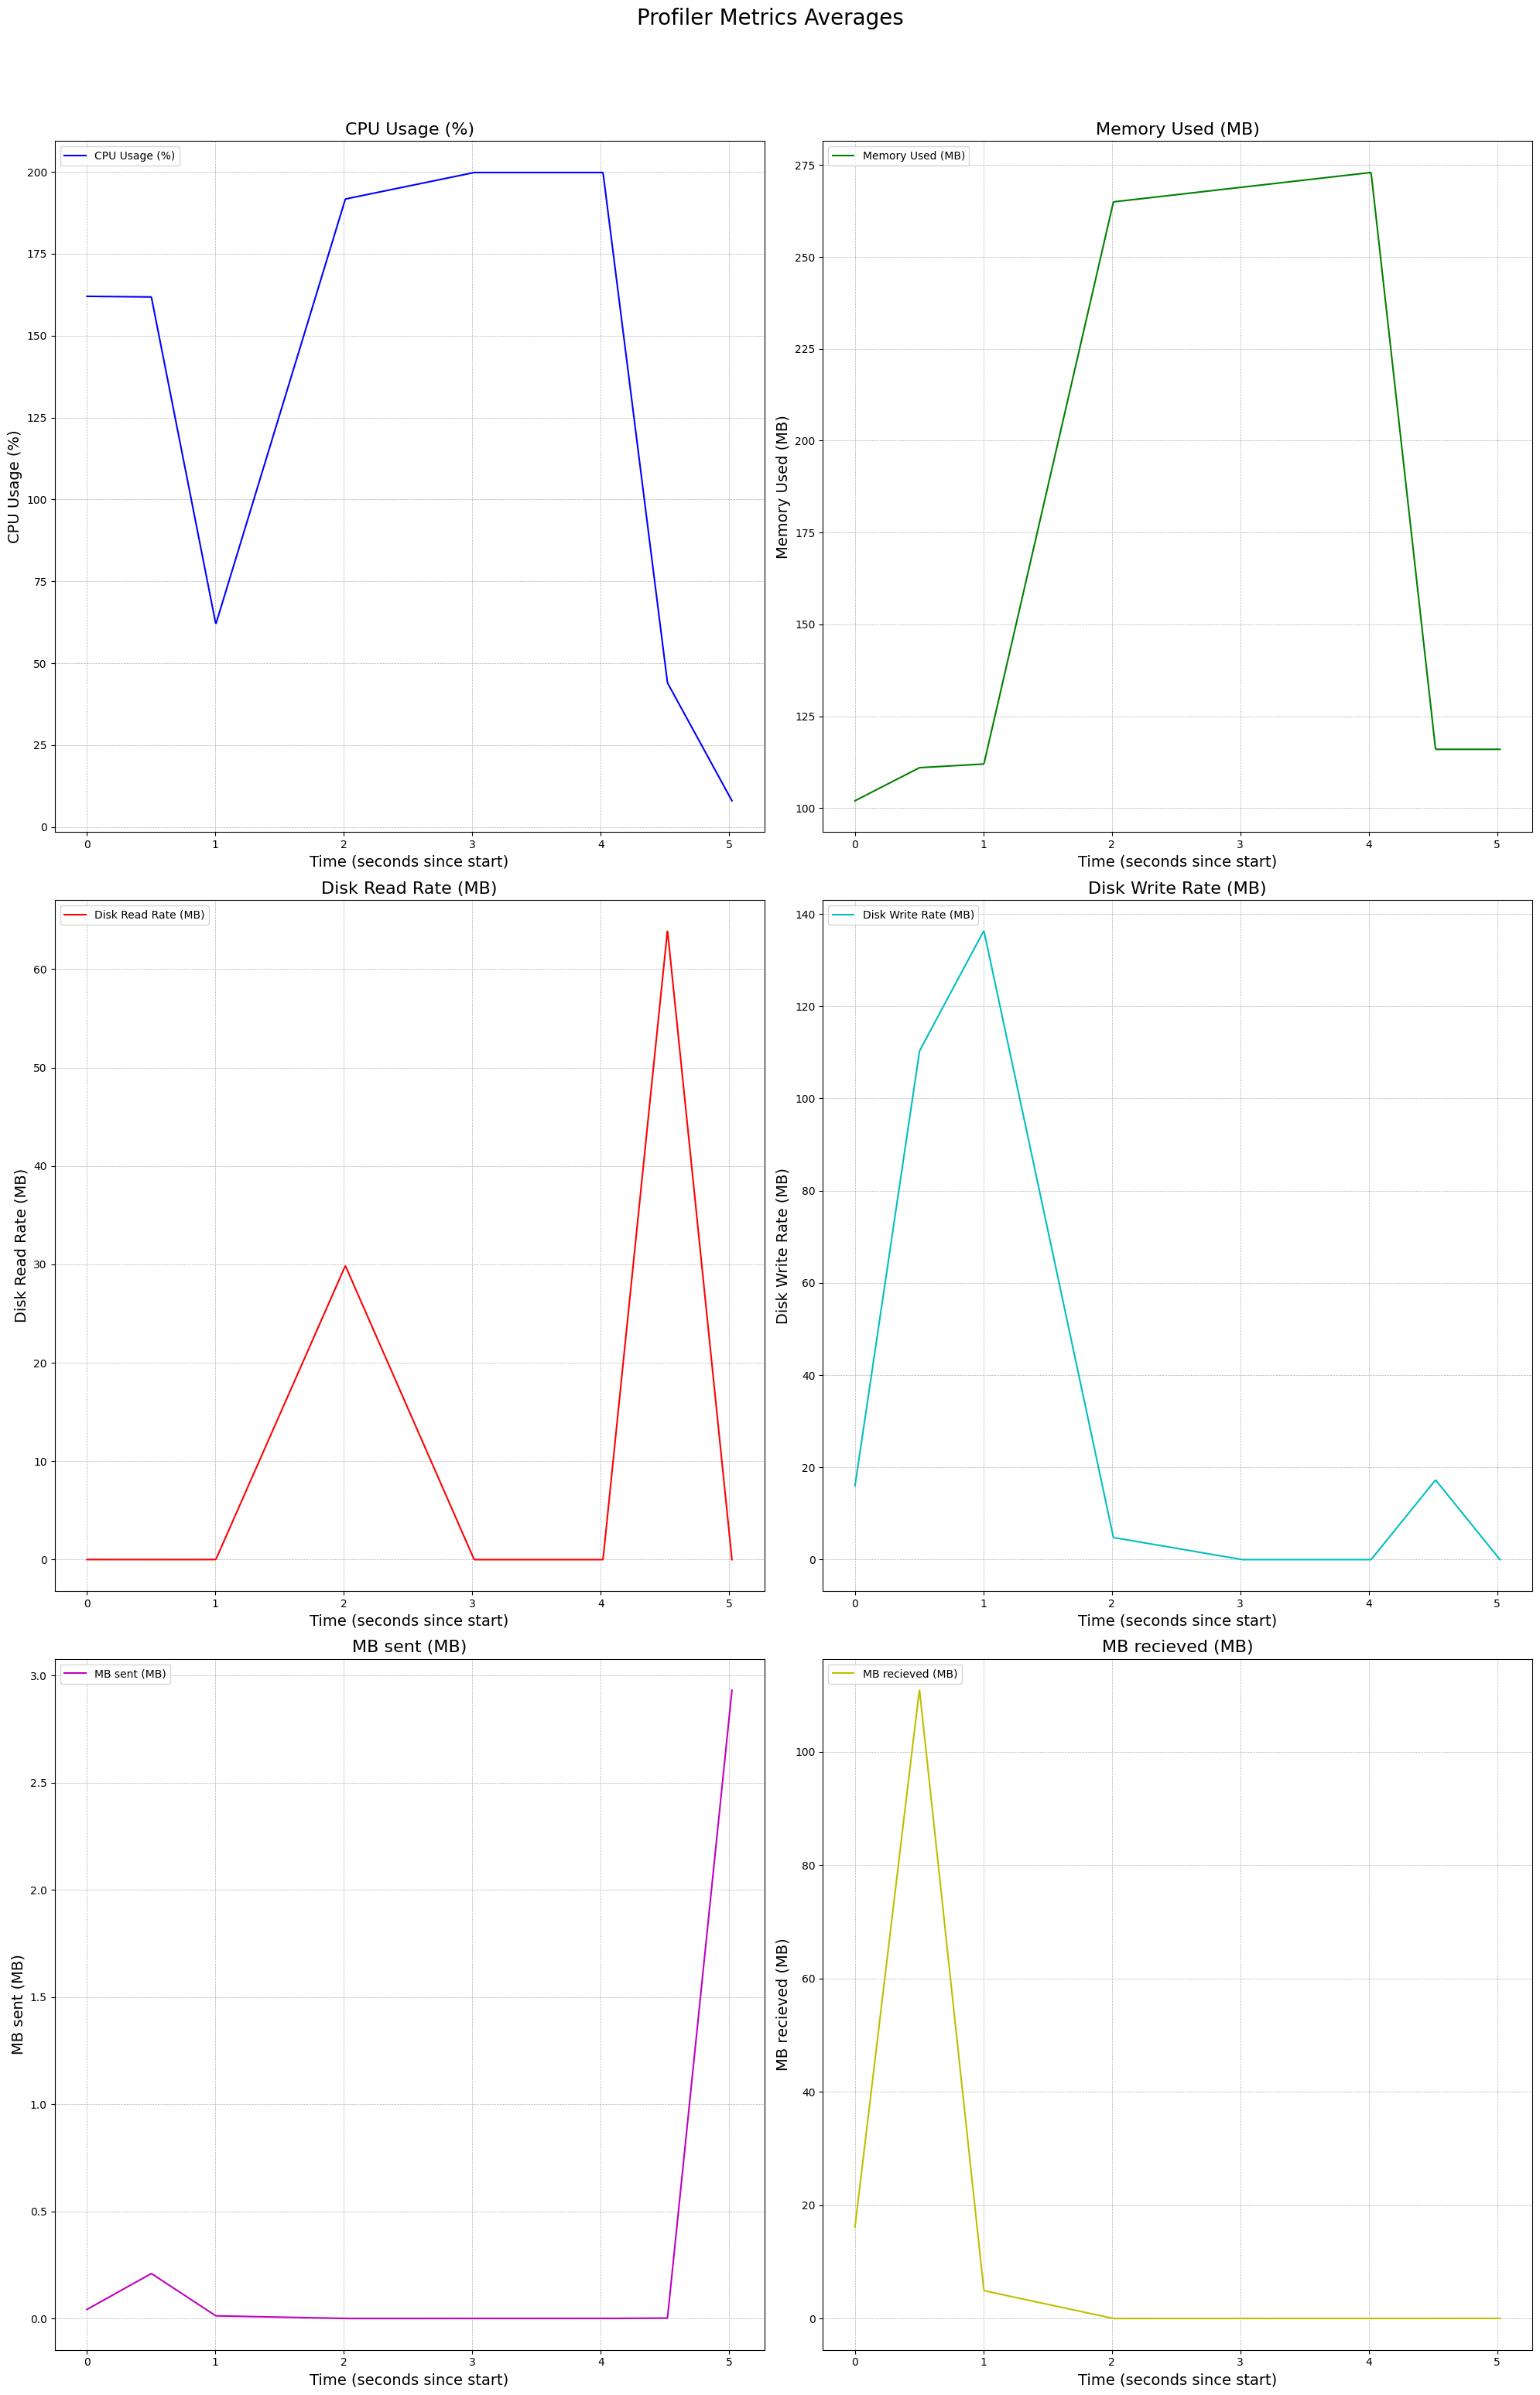 Profiler Metrics Averages
CPU Usage (%)
CPU Usage (%)
CPU Usage (%)
200
175
150
125
100
75
50
25
0
0 1 2 3 4 5
Time (seconds since start)
Memory Used (MB)
Memory Used (MB)
Memory Used (MB)
275
250
225
200
175
150
125
100
0 1 2 3 4 5
Time (seconds since start)
Disk Read Rate (MB)
Disk Read Rate (MB)
Disk Read Rate (MB)
60
50
40
30
20
10
0
0 1 2 3 4 5
Time (seconds since start)
Disk Write Rate (MB)
Disk Write Rate (MB)
Disk Write Rate (MB)
140
120
100
80
60
40
20
0
0 1 2 3 4 5
Time (seconds since start)
MB sent (MB)
MB sent (MB)
MB sent (MB)
3.0
2.5
2.0
1.5
1.0
0.5
0.0
0 1 2 3 4 5
Time (seconds since start)
MB recieved (MB)
MB recieved (MB)
MB recieved (MB)
100
80
60
40
20
0
0 1 2 3 4 5
Time (seconds since start)